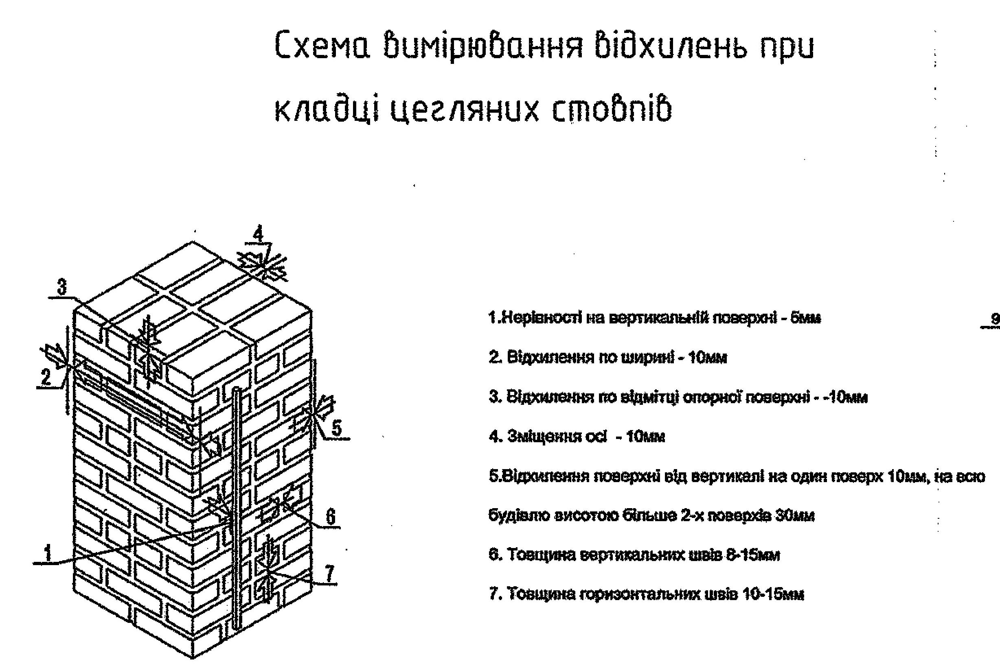 Схема вимірювання відхилень при
кладці цегляних стовпів
4
3
2
5
6
1
7
1.Нерівності на вертикальній поверхні - 5мм
9
2. Відхилення по ширині - 10мм
3. Відхилення по відмітці опорної поверхні - -10мм
4. Зміщення осі - 10мм
5.Відхилення поверхні від вертикалі на один поверх 10мм, на всю
будівлю висотою більше 2-х поверхів 30мм
6. Товщина вертикальних швів 8-15мм
7. Товщина горизонтальних швів 10-15мм